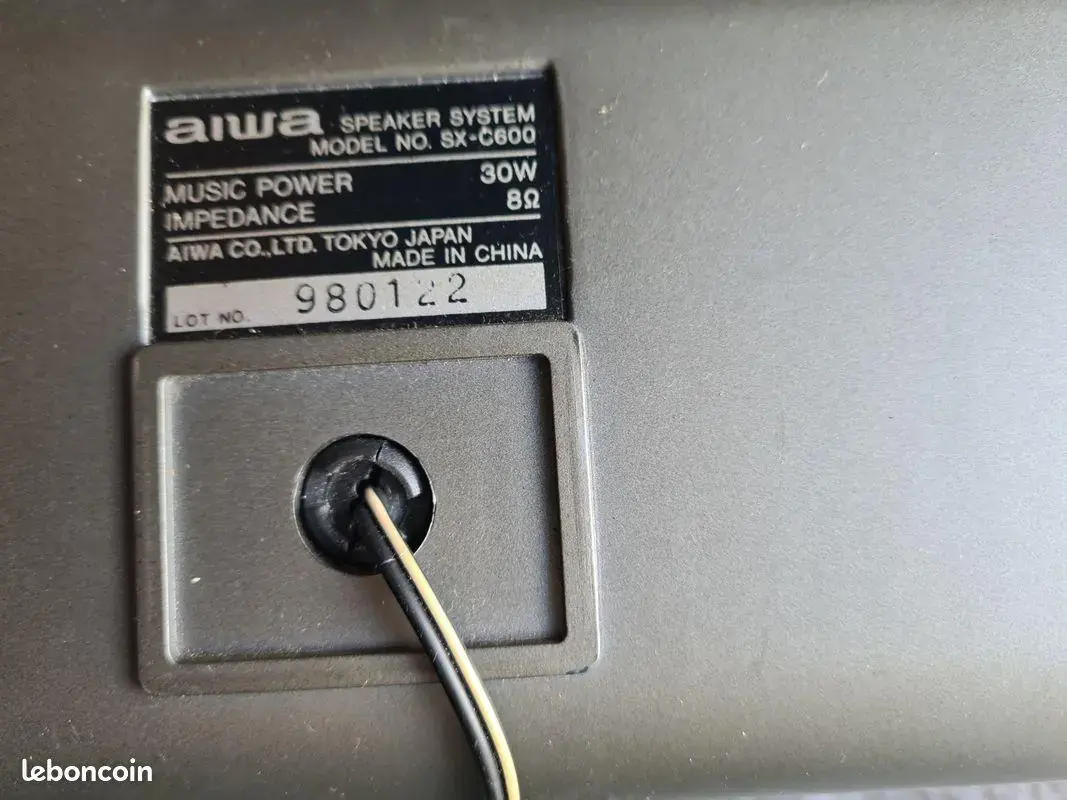 aiwa SPEAKER SYSTEM
MODEL NO. SX-C600
MUSIC POWER 30W
IMPEDANCE 8Ω
AIWA CO.,LTD. TOKYO JAPAN
MADE IN CHINA
LOT NO. 980122
leboncoin